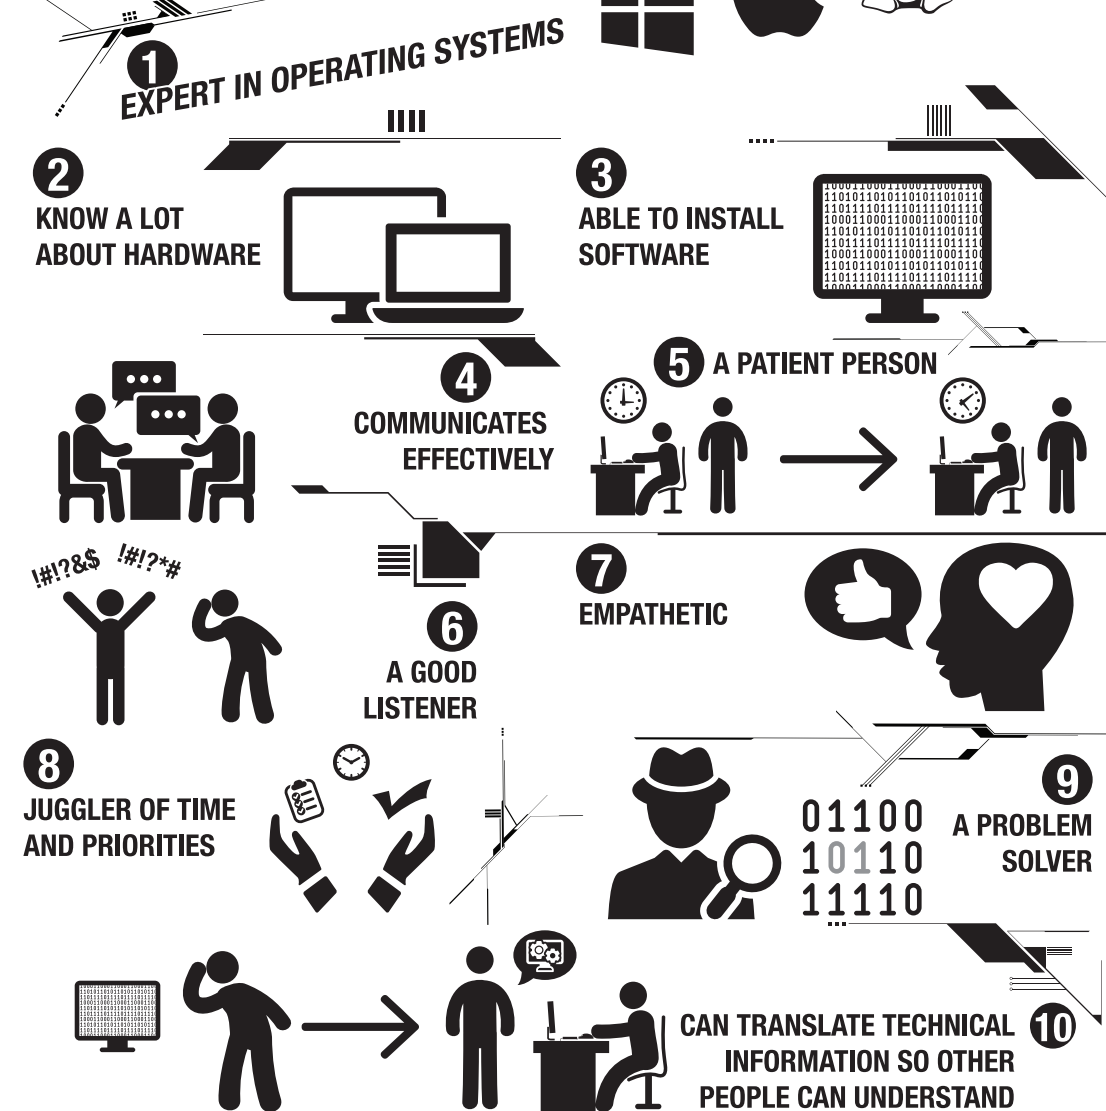 1
EXPERT IN OPERATING SYSTEMS
2
KNOW A LOT
ABOUT HARDWARE
3
ABLE TO INSTALL
SOFTWARE
4
COMMUNICATES
EFFECTIVELY
5 A PATIENT PERSON
!#!?&$ !#!?*#
6
A GOOD
LISTENER
7
EMPATHETIC
8
JUGGLER OF TIME
AND PRIORITIES
9
A PROBLEM
SOLVER
01100
10110
11110
10
CAN TRANSLATE TECHNICAL
INFORMATION SO OTHER
PEOPLE CAN UNDERSTAND